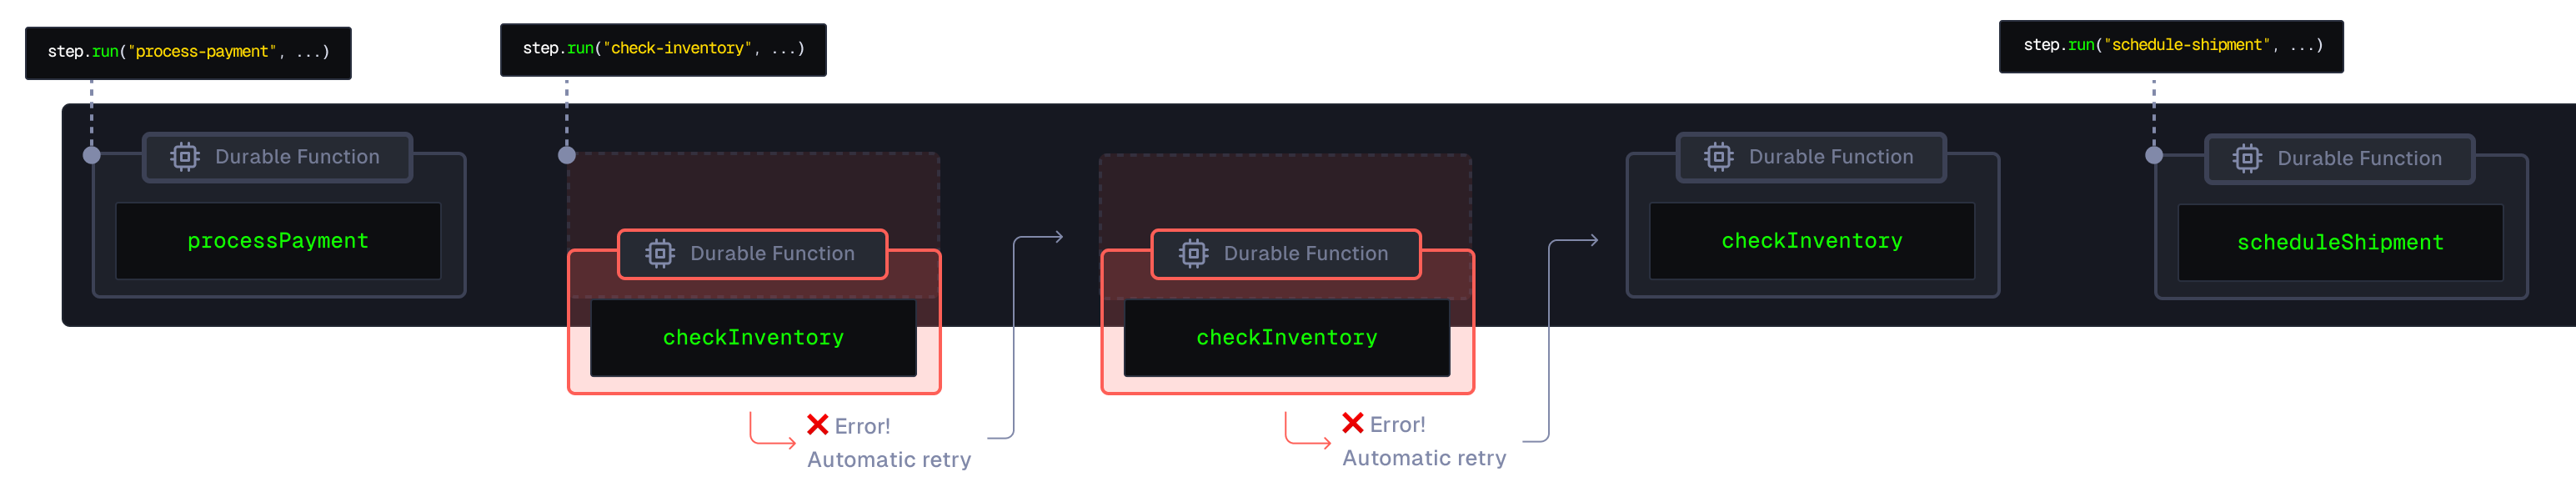 step.run("process-payment", ...)
step.run("check-inventory", ...)
step.run("schedule-shipment", ...)
Durable Function
processPayment
Durable Function
checkInventory
❌ Error!
Automatic retry
Durable Function
checkInventory
❌ Error!
Automatic retry
Durable Function
checkInventory
Durable Function
scheduleShipment